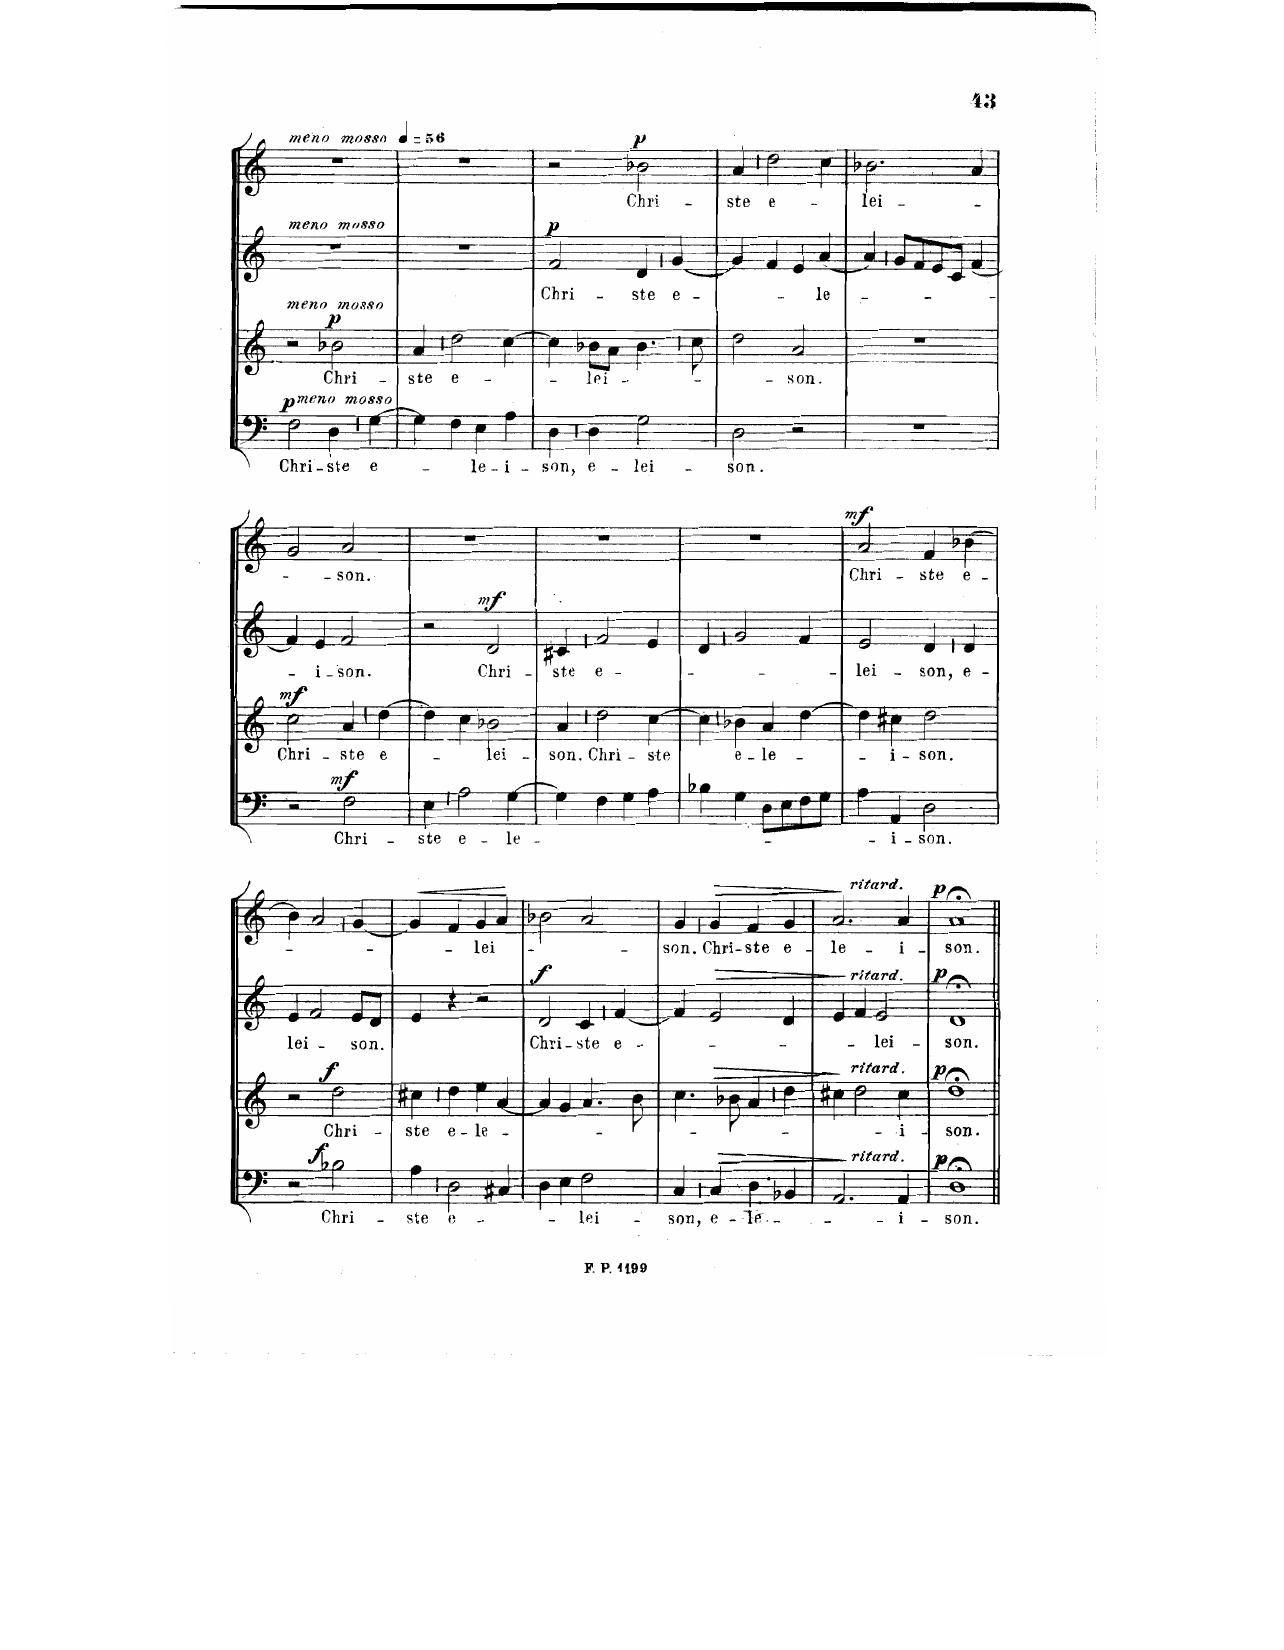 43
meno mosso ♩ = 56
p
Chri - ste e - lei -
meno mosso
p
Chri - ste e - - le - - - -
meno mosso
p
Chri - ste e - - lei - - - son.
p meno mosso
Chri - ste e - le - i - son, e - lei - son.
mf
- - son. Chri - ste e -
mf
- i - son. Chri - ste e - - - - lei - son, e -
mf
Chri - ste e - - lei - son. Chri - ste e - le - - - i - son.
mf
Chri - ste e - le - - - i - son.
ritard. p
- - - - lei - - son. Chri - ste e - le - i - son.
f ritard. p
lei - son. Chri - ste e - - - - - lei - son.
f ritard. p
Chri - ste e - le - - - - - - - i - son.
f ritard. p
Chri - ste e - - - lei - son, e - le - - - i - son.
F. P. 1199